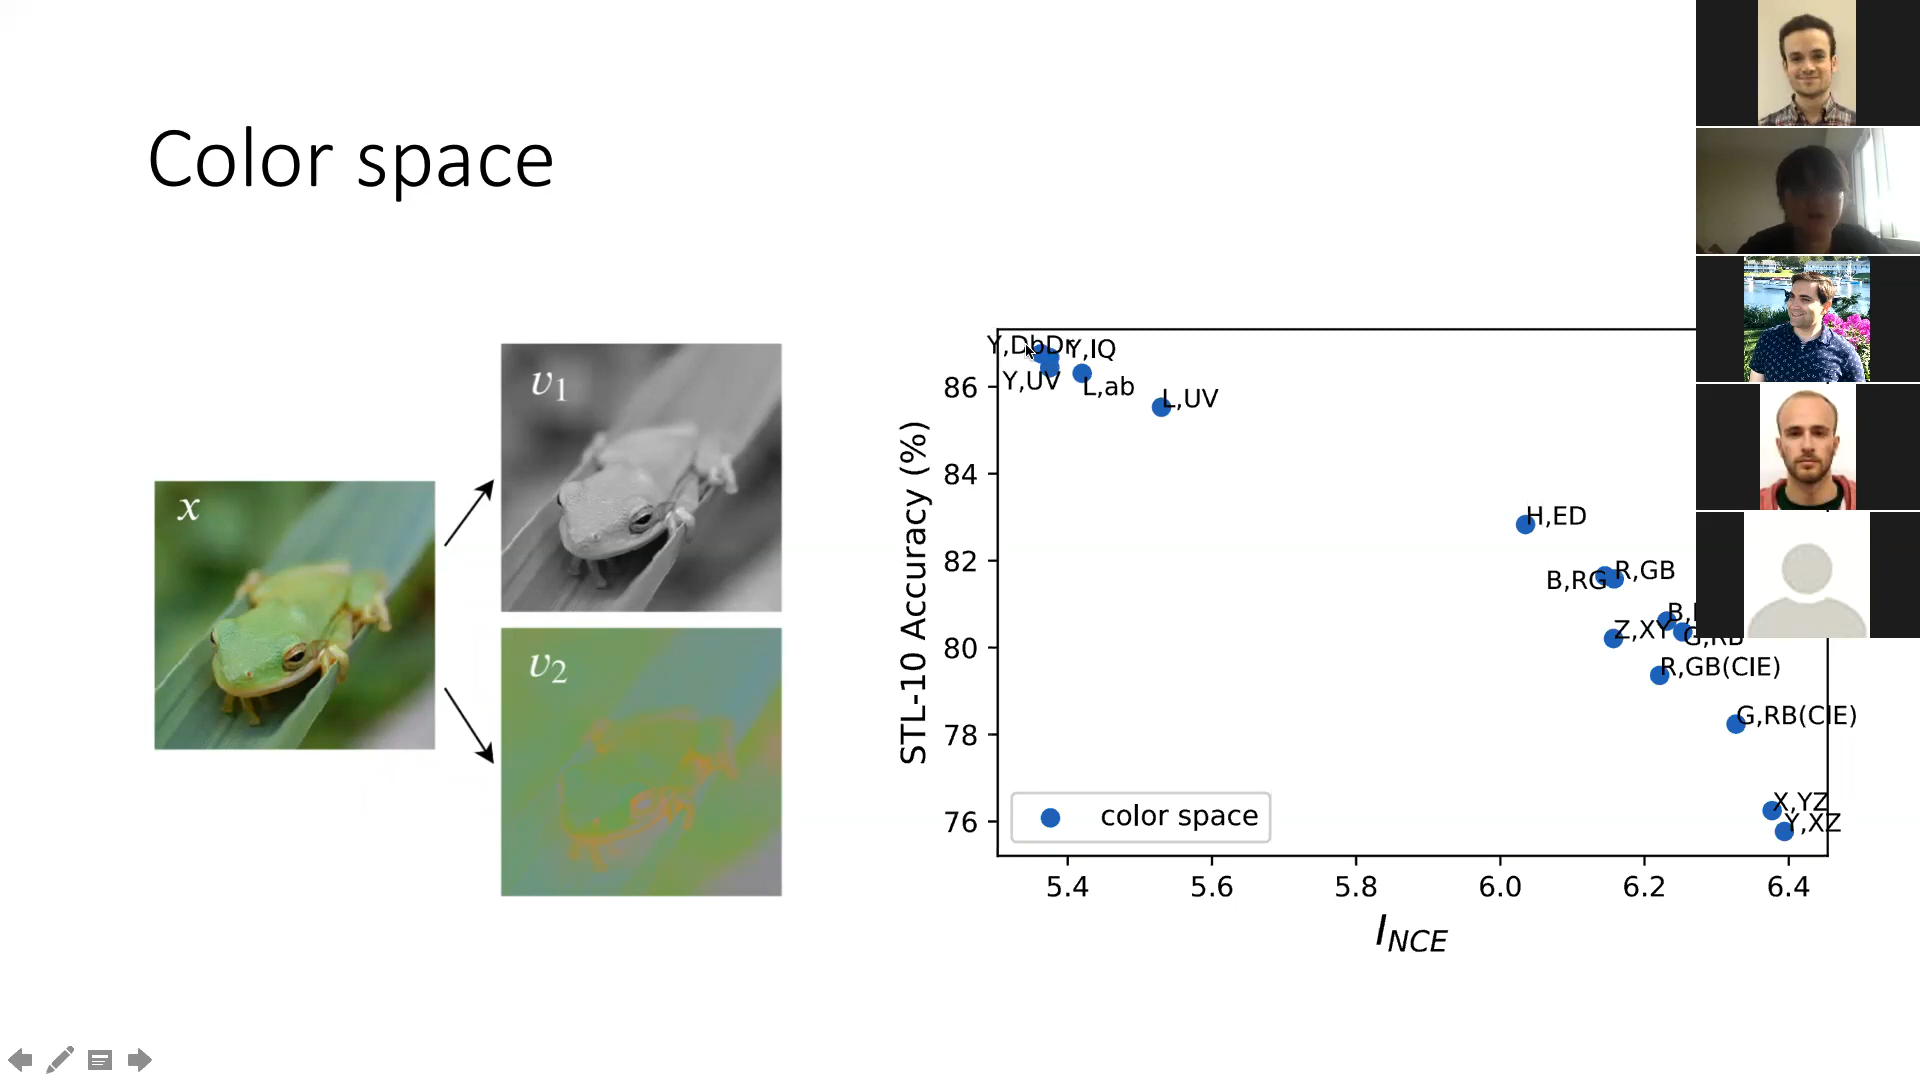 Color space
x
v1
v2
Y,DbDr
Y,IQ
Y,UV
L,ab
L,UV
H,ED
B,RG
R,GB
Z,XY
G,RB
R,GB(CIE)
G,RB(CIE)
X,YZ
Y,XZ
86
84
82
80
78
76
STL-10 Accuracy (%)
color space
5.4 5.6 5.8 6.0 6.2 6.4
INCE